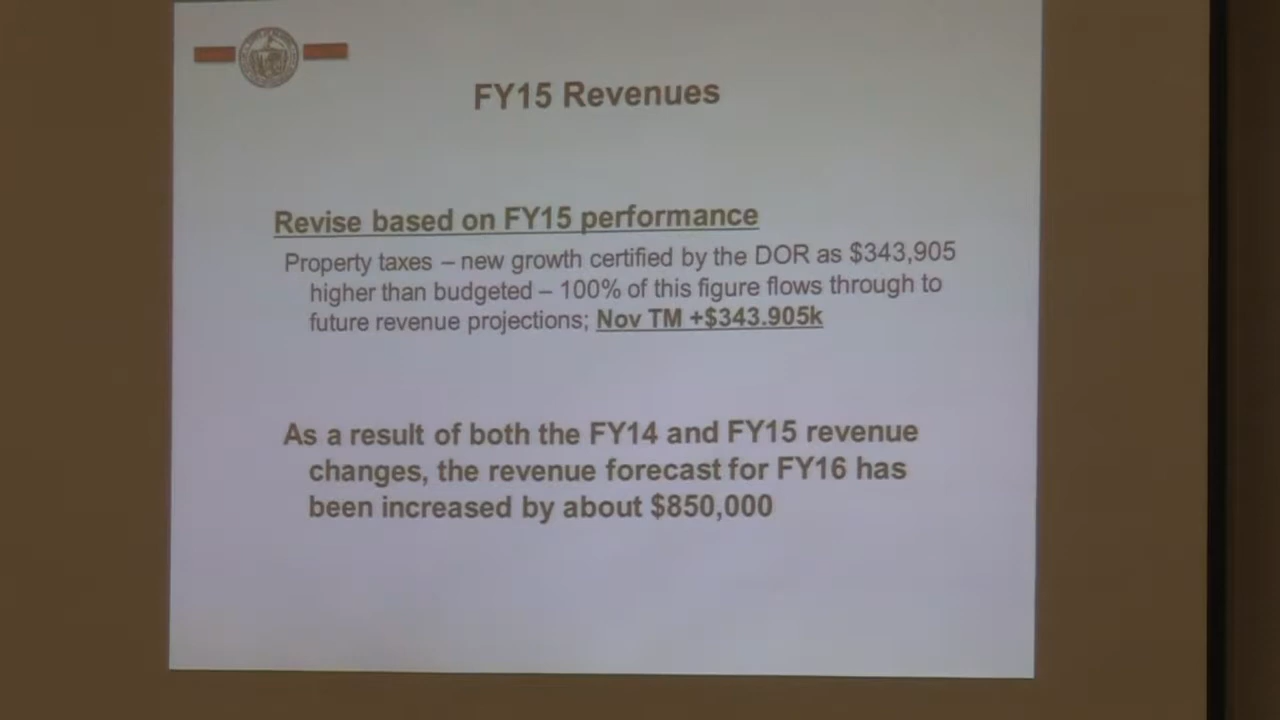 FY15 Revenues
Revise based on FY15 performance
Property taxes – new growth certified by the DOR as $343,905
higher than budgeted – 100% of this figure flows through to
future revenue projections; Nov TM +$343.905k
As a result of both the FY14 and FY15 revenue
changes, the revenue forecast for FY16 has
been increased by about $850,000